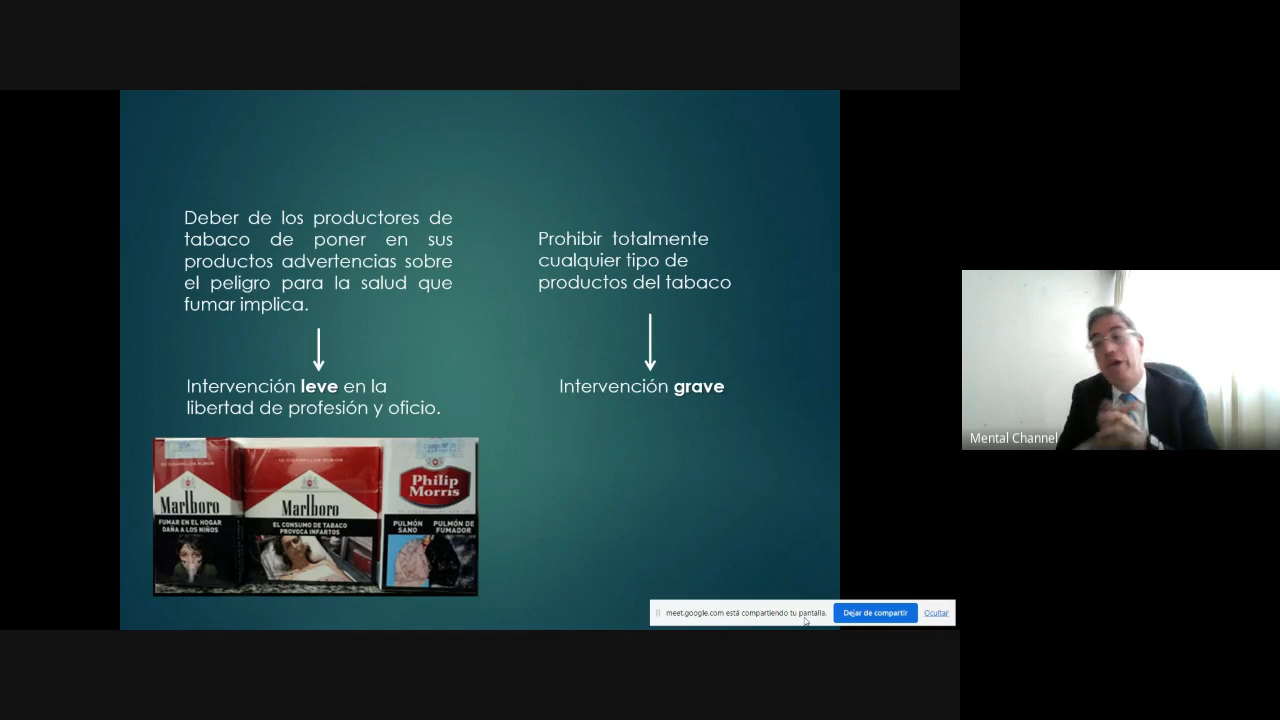 Deber de los productores de
tabaco de poner en sus
productos advertencias sobre
el peligro para la salud que
fumar implica.
Intervención leve en la
libertad de profesión y oficio.
Prohibir totalmente
cualquier tipo de
productos del tabaco
Intervención grave
10 CIGARRILLOS RUBIOS
Marlboro
FUMAR EN EL HOGAR
DAÑA A LOS NIÑOS
Marlboro
EL CONSUMO DE TABACO
PROVOCA INFARTOS
Philip
Morris
PULMÓN
SANO
PULMÓN DE
FUMADOR
Mental Channel
meet.google.com está compartiendo tu pantalla.
Dejar de compartir
Ocultar